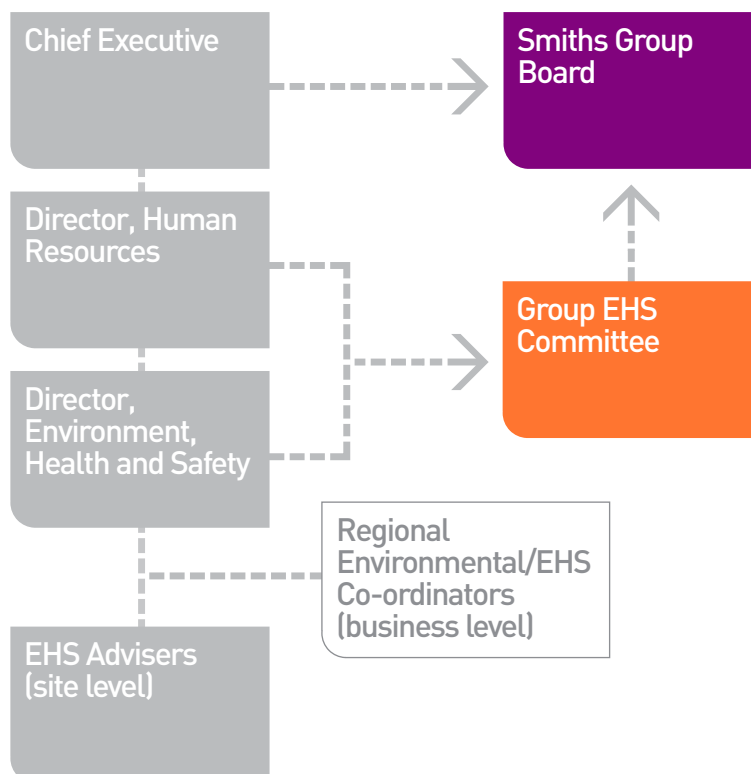 Chief Executive
Smiths Group
Board
Director, Human
Resources
Group EHS
Committee
Director,
Environment,
Health and Safety
Regional
Environmental/EHS
Co-ordinators
(business level)
EHS Advisers
(site level)